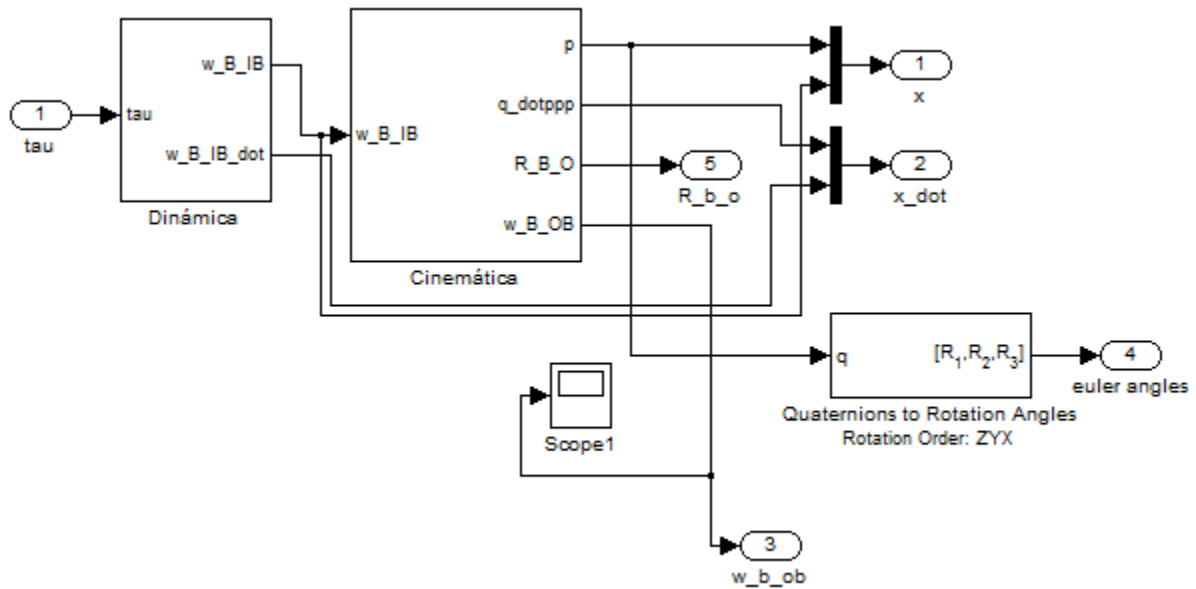 1
tau
tau
w_B_IB
w_B_IB_dot
Dinámica
w_B_IB
p
q_dotppp
R_B_O
w_B_OB
Cinemática
1
x
2
x_dot
5
R_b_o
q
[R1,R2,R3]
Quaternions to Rotation Angles
Rotation Order: ZYX
4
euler angles
Scope1
3
w_b_ob